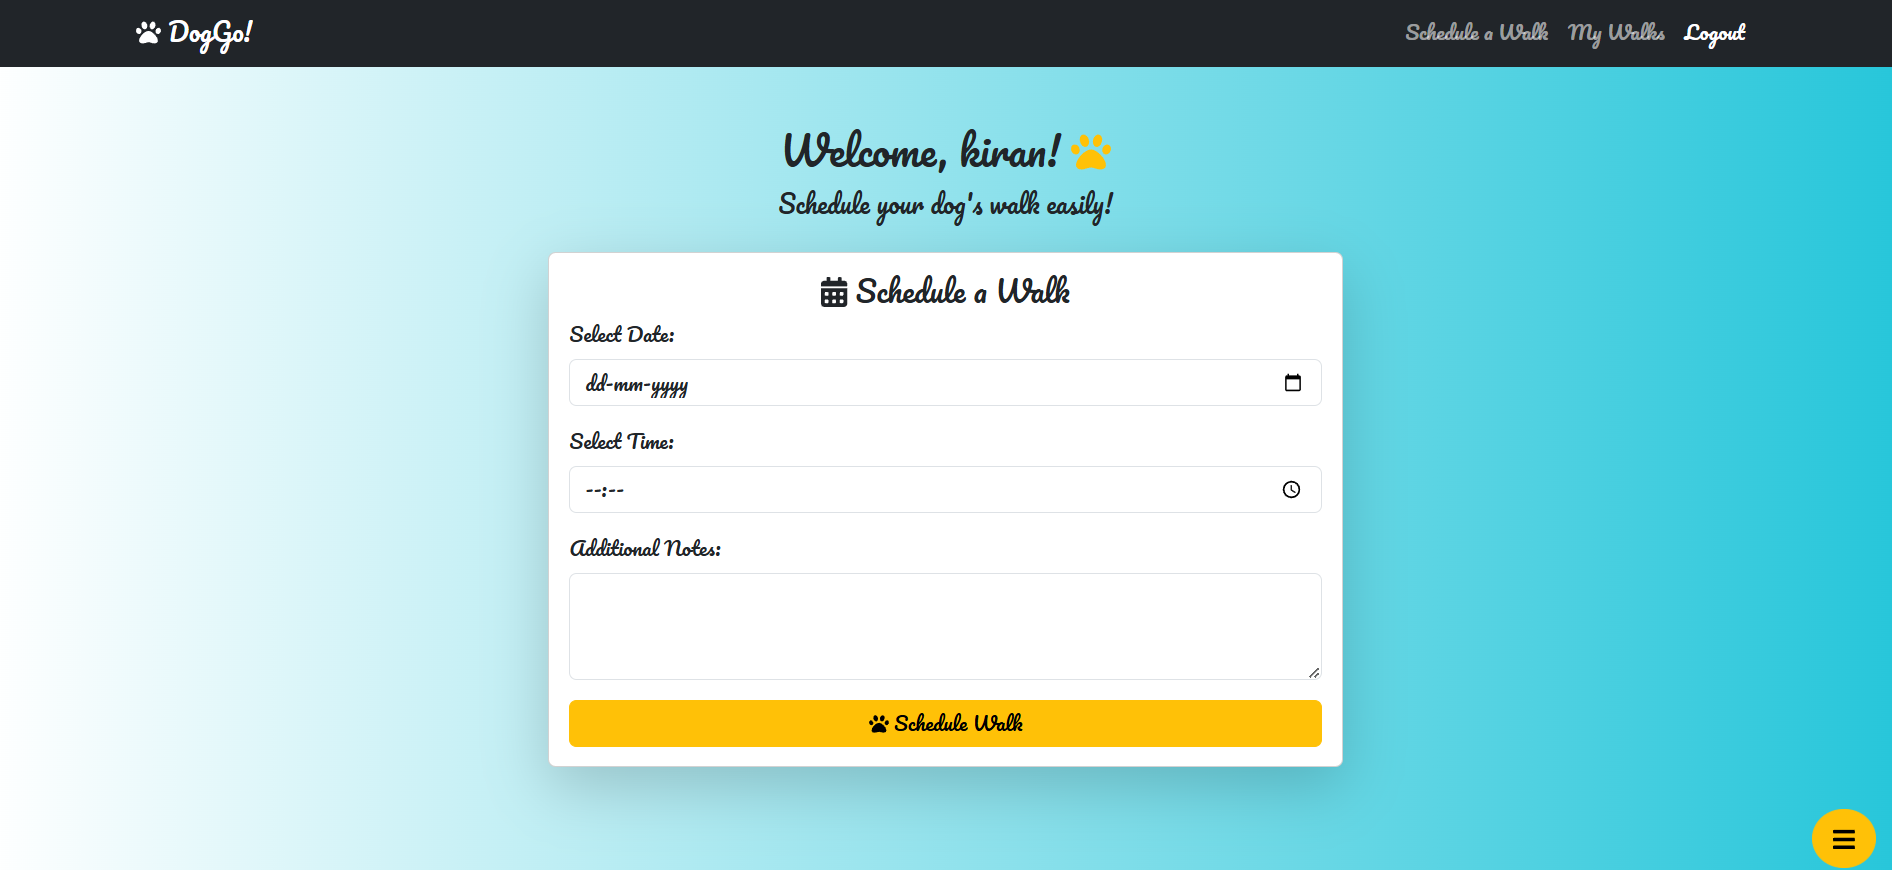 DogGo!
Schedule a Walk My Walks Logout
Welcome, kiran!
Schedule your dog's walk easily!
Schedule a Walk
Select Date:
dd-mm-yyyy
Select Time:
--:--
Additional Notes:
Schedule Walk